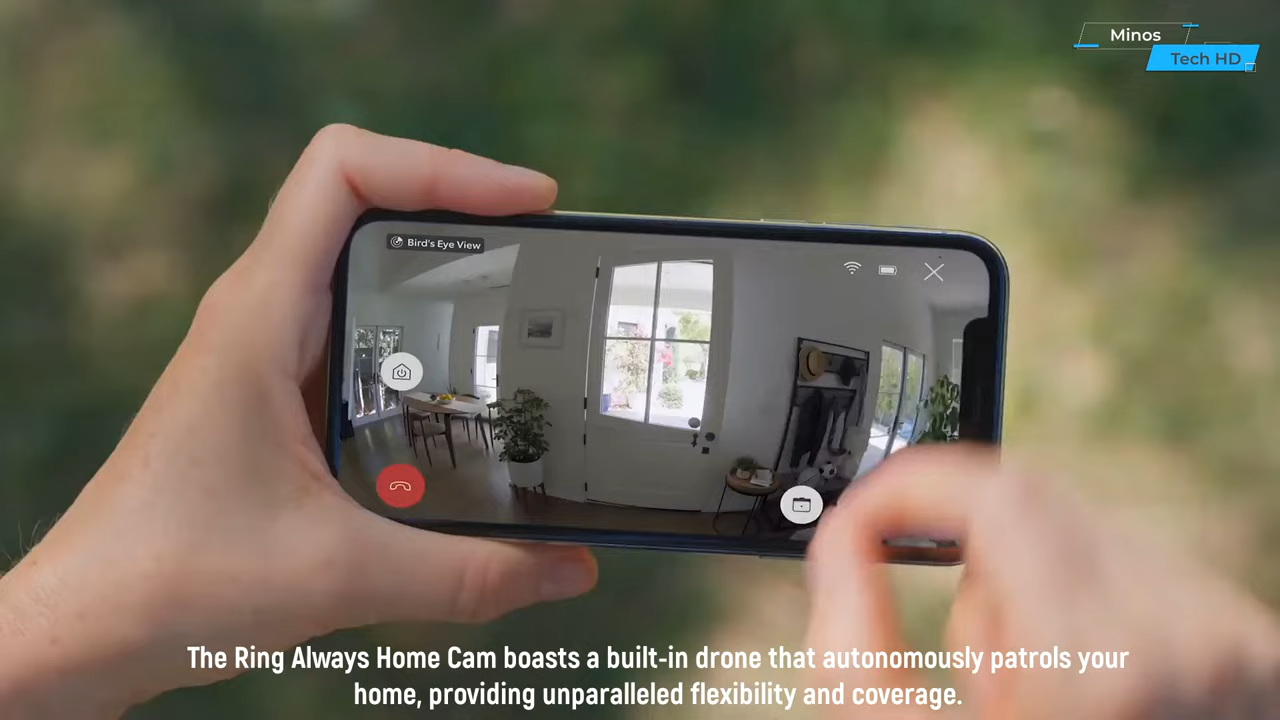 Minos
Tech HD
Bird's Eye View
The Ring Always Home Cam boasts a built-in drone that autonomously patrols your
home, providing unparalleled flexibility and coverage.